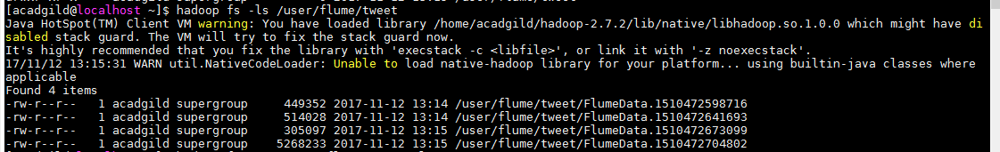 [acadgild@localhost ~]$ hadoop fs -ls /user/flume/tweet
Java HotSpot(TM) Client VM warning: You have loaded library /home/acadgild/hadoop-2.7.2/lib/native/libhadoop.so.1.0.0 which might have di
sabled stack guard. The VM will try to fix the stack guard now.
It's highly recommended that you fix the library with 'execstack -c <libfile>', or link it with '-z noexecstack'.
17/11/12 13:15:31 WARN util.NativeCodeLoader: Unable to load native-hadoop library for your platform... using builtin-java classes where
applicable
Found 4 items
-rw-r--r--   1 acadgild supergroup     449352 2017-11-12 13:14 /user/flume/tweet/FlumeData.1510472598716
-rw-r--r--   1 acadgild supergroup     514028 2017-11-12 13:14 /user/flume/tweet/FlumeData.1510472641693
-rw-r--r--   1 acadgild supergroup     305097 2017-11-12 13:15 /user/flume/tweet/FlumeData.1510472673099
-rw-r--r--   1 acadgild supergroup    5268233 2017-11-12 13:15 /user/flume/tweet/FlumeData.1510472704802